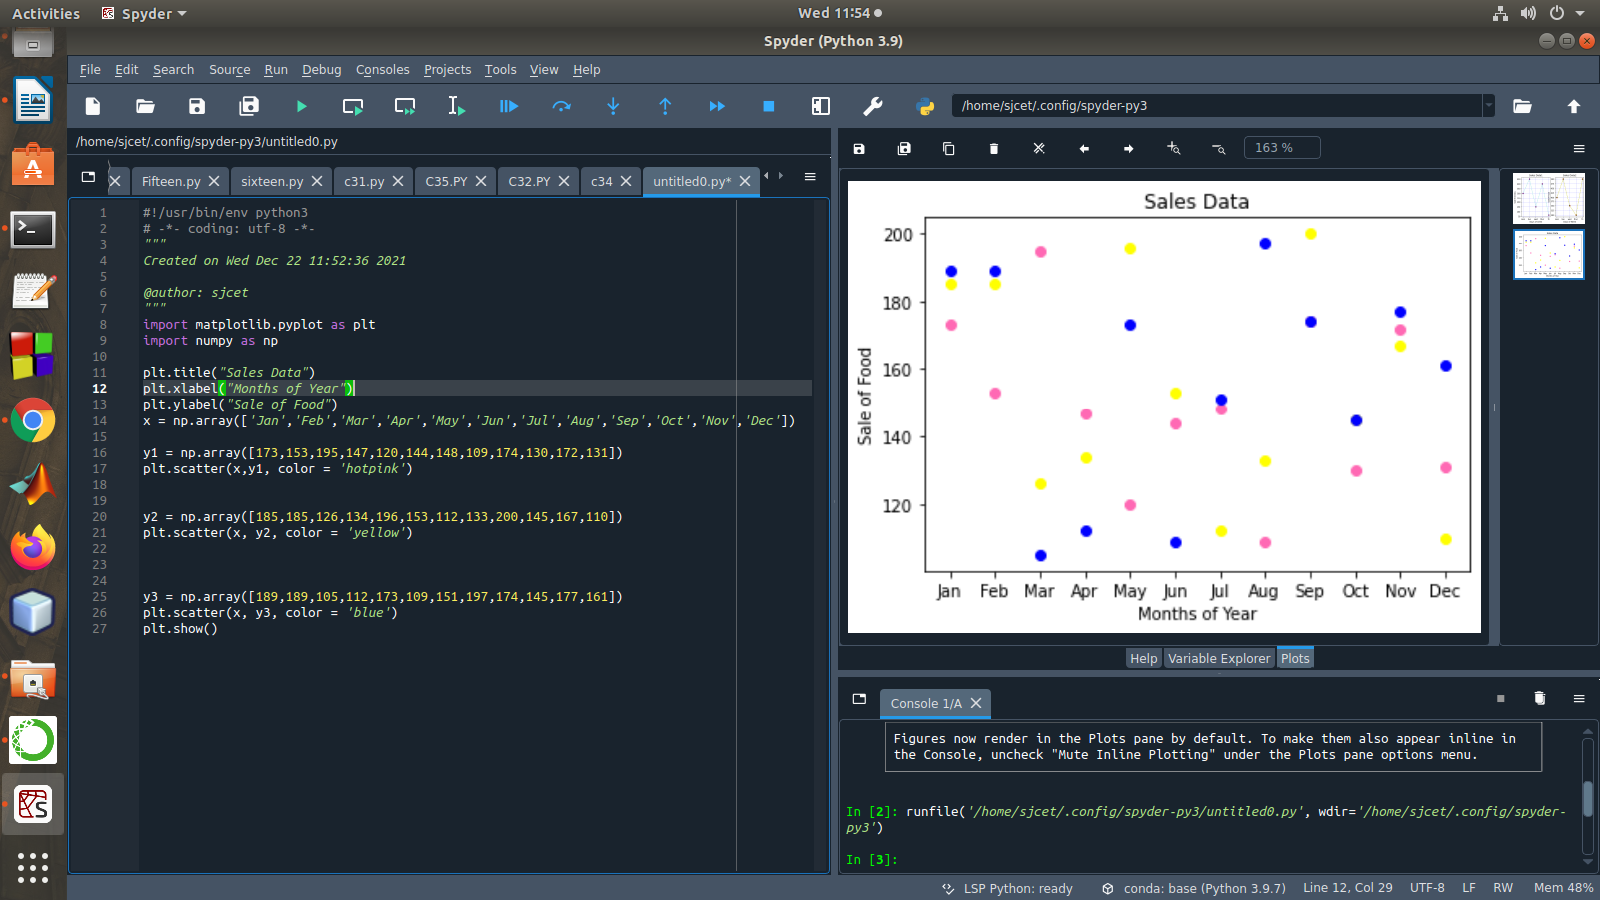 Activities Spyder Wed 11:54
Spyder (Python 3.9)
File Edit Search Source Run Debug Consoles Projects Tools View Help
/home/sjcet/.config/spyder-py3
/home/sjcet/.config/spyder-py3/untitled0.py
Fifteen.py sixteen.py c31.py C35.PY C32.PY c34 untitled0.py*
1 #!/usr/bin/env python3
2 # -*- coding: utf-8 -*-
3 """
4 Created on Wed Dec 22 11:52:36 2021
5
6 @author: sjcet
7 """
8 import matplotlib.pyplot as plt
9 import numpy as np
10
11 plt.title("Sales Data")
12 plt.xlabel("Months of Year")
13 plt.ylabel("Sale of Food")
14 x = np.array(['Jan','Feb','Mar','Apr','May','Jun','Jul','Aug','Sep','Oct','Nov','Dec'])
15
16 y1 = np.array([173,153,195,147,120,144,148,109,174,130,172,131])
17 plt.scatter(x,y1, color = 'hotpink')
18
19
20 y2 = np.array([185,185,126,134,196,153,112,133,200,145,167,110])
21 plt.scatter(x, y2, color = 'yellow')
22
23
24
25 y3 = np.array([189,189,105,112,173,109,151,197,174,145,177,161])
26 plt.scatter(x, y3, color = 'blue')
27 plt.show()
163 %
Sales Data
200
180
160
140
120
Sale of Food
Jan Feb Mar Apr May Jun Jul Aug Sep Oct Nov Dec
Months of Year
Help Variable Explorer Plots
Console 1/A
Figures now render in the Plots pane by default. To make them also appear inline in
the Console, uncheck "Mute Inline Plotting" under the Plots pane options menu.
In [2]: runfile('/home/sjcet/.config/spyder-py3/untitled0.py', wdir='/home/sjcet/.config/spyder-
py3')
In [3]:
LSP Python: ready conda: base (Python 3.9.7) Line 12, Col 29 UTF-8 LF RW Mem 48%